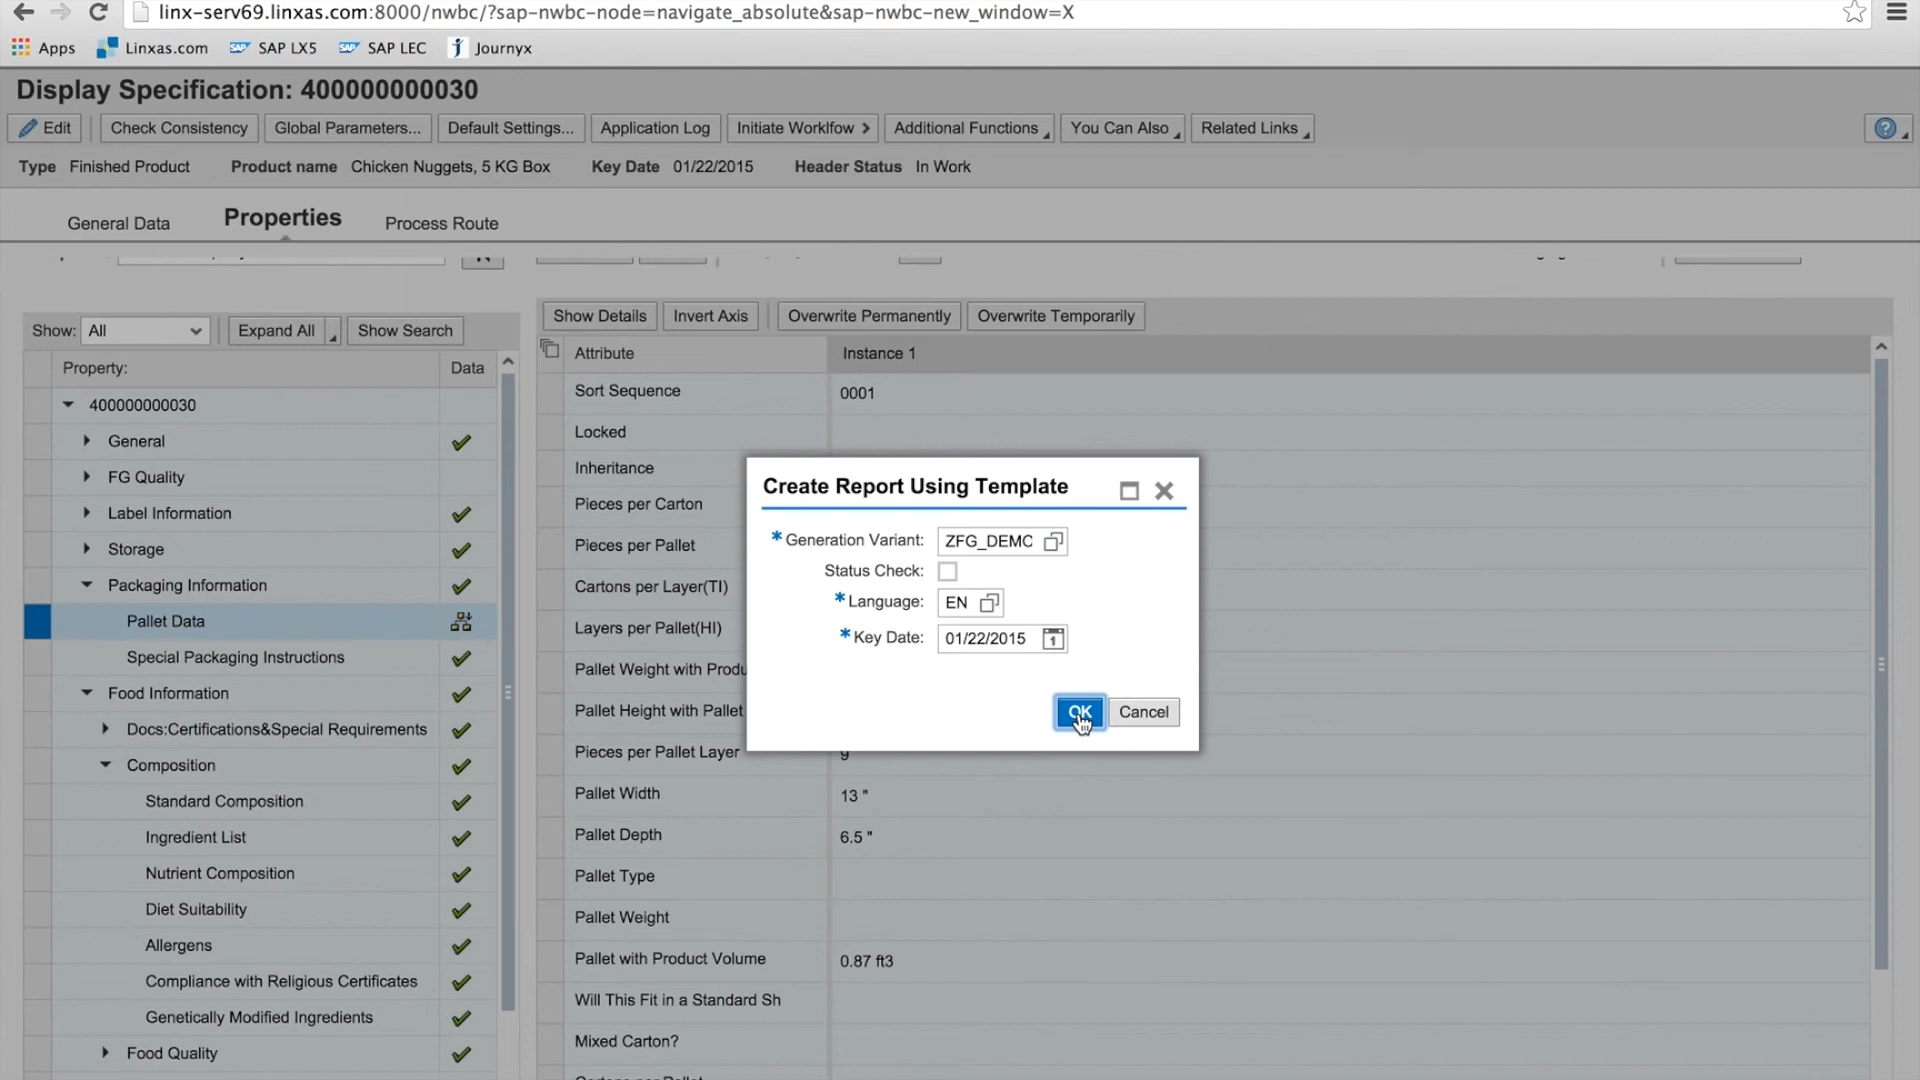 linx-serv69.linxas.com:8000/nwbc/?sap-nwbc-node=navigate_absolute&sap-nwbc-new_window=X
Apps Linxas.com SAP SAP LX5 SAP SAP LEC j Journyx
Display Specification: 400000000030
Edit Check Consistency Global Parameters... Default Settings... Application Log Initiate Worklfow Additional Functions You Can Also Related Links ?
Type Finished Product Product name Chicken Nuggets, 5 KG Box Key Date 01/22/2015 Header Status In Work
General Data Properties Process Route
Show: All Expand All Show Search
Property: Data
400000000030
General
FG Quality
Label Information
Storage
Packaging Information
Pallet Data
Special Packaging Instructions
Food Information
Docs:Certifications&Special Requirements
Composition
Standard Composition
Ingredient List
Nutrient Composition
Diet Suitability
Allergens
Compliance with Religious Certificates
Genetically Modified Ingredients
Food Quality
Show Details Invert Axis Overwrite Permanently Overwrite Temporarily
Attribute Instance 1
Sort Sequence 0001
Locked
Inheritance
Pieces per Carton
Pieces per Pallet
Cartons per Layer(TI)
Layers per Pallet(HI)
Pallet Weight with Produ
Pallet Height with Pallet
Pieces per Pallet Layer 9
Pallet Width 13 "
Pallet Depth 6.5 "
Pallet Type
Pallet Weight
Pallet with Product Volume 0.87 ft3
Will This Fit in a Standard Sh
Mixed Carton?
Create Report Using Template
* Generation Variant: ZFG_DEMO
Status Check:
* Language: EN
* Key Date: 01/22/2015 1
OK Cancel